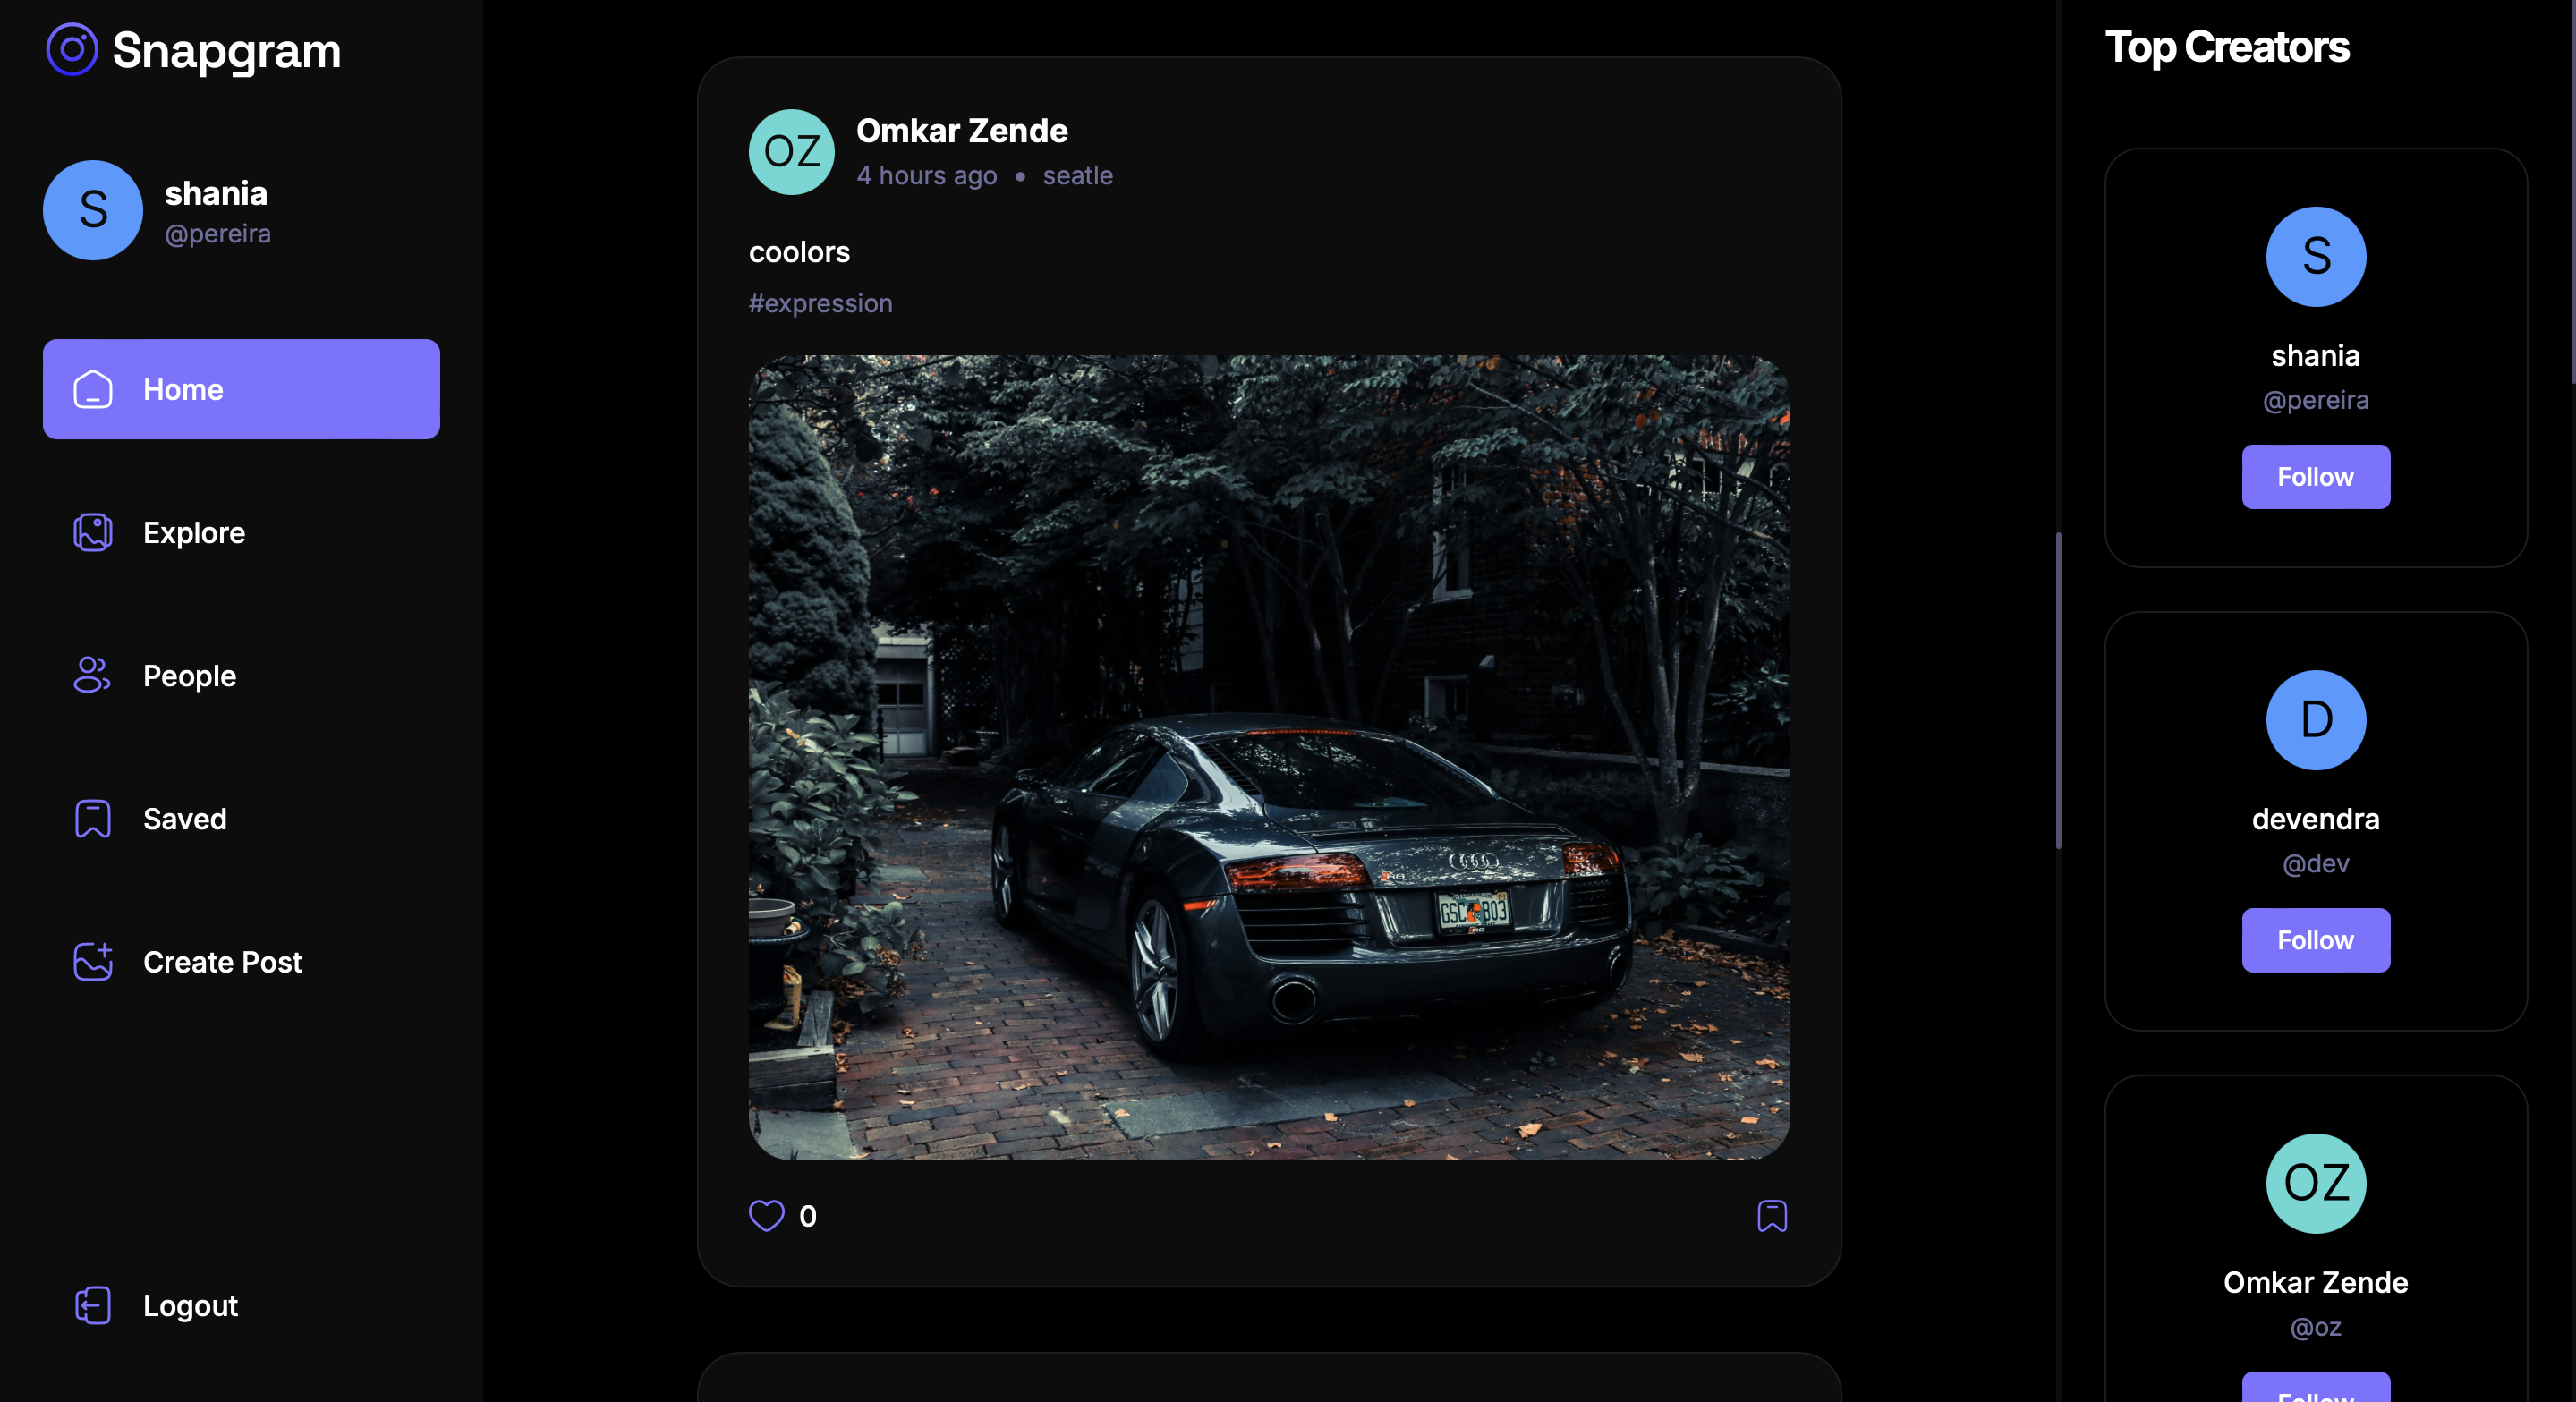 Snapgram
S
shania
@pereira
Home
Explore
People
Saved
Create Post
Logout
OZ
Omkar Zende
4 hours ago • seatle
coolors
#expression
GSC B03
0
Top Creators
S
shania
@pereira
Follow
D
devendra
@dev
Follow
OZ
Omkar Zende
@oz
Follow